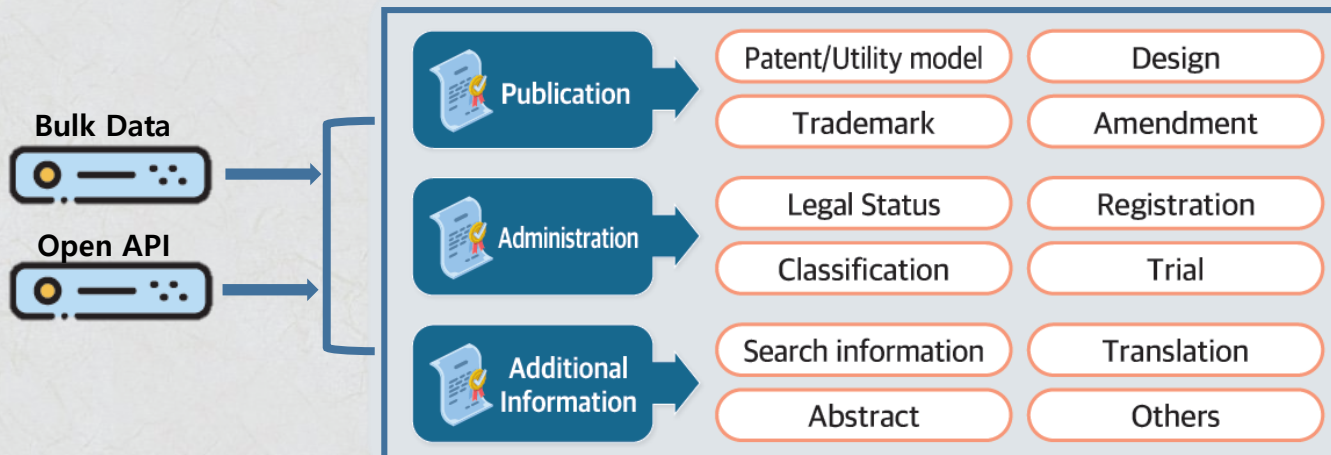 Bulk Data
Open API
Publication
Patent/Utility model
Design
Trademark
Amendment
Administration
Legal Status
Registration
Classification
Trial
Additional
Information
Search information
Translation
Abstract
Others